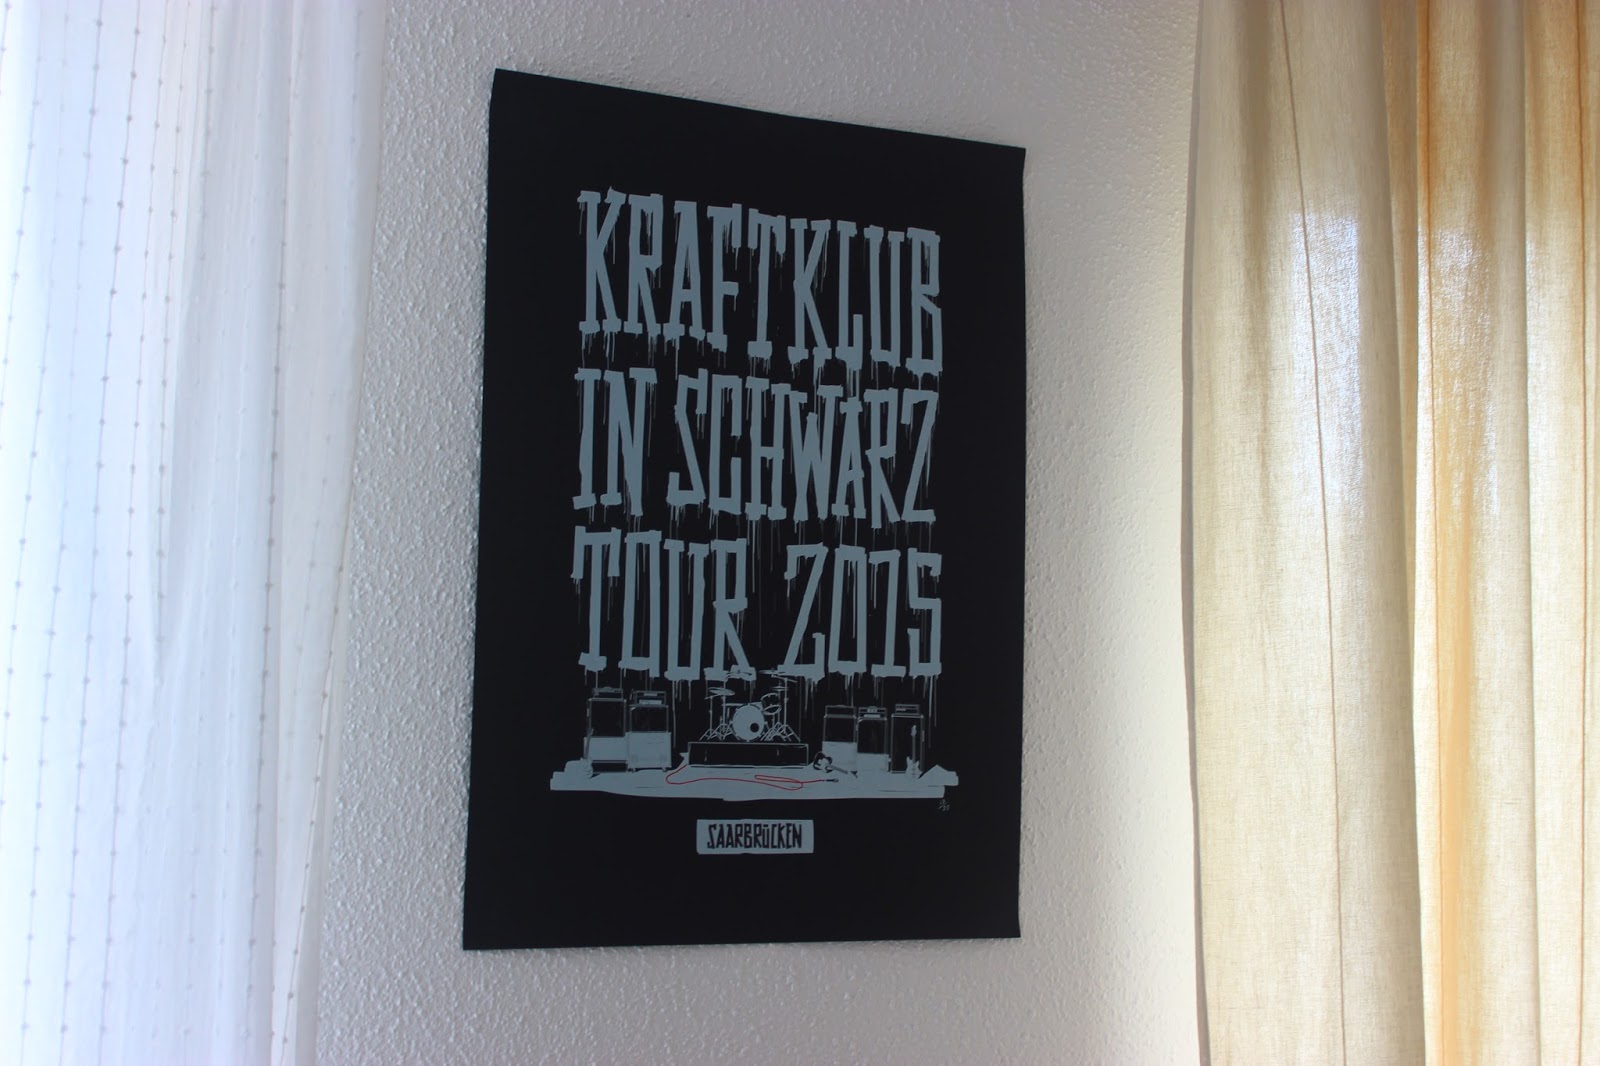 KRAFTKLUB
IN SCHWARZ
TOUR 2015
SAARBRÜCKEN